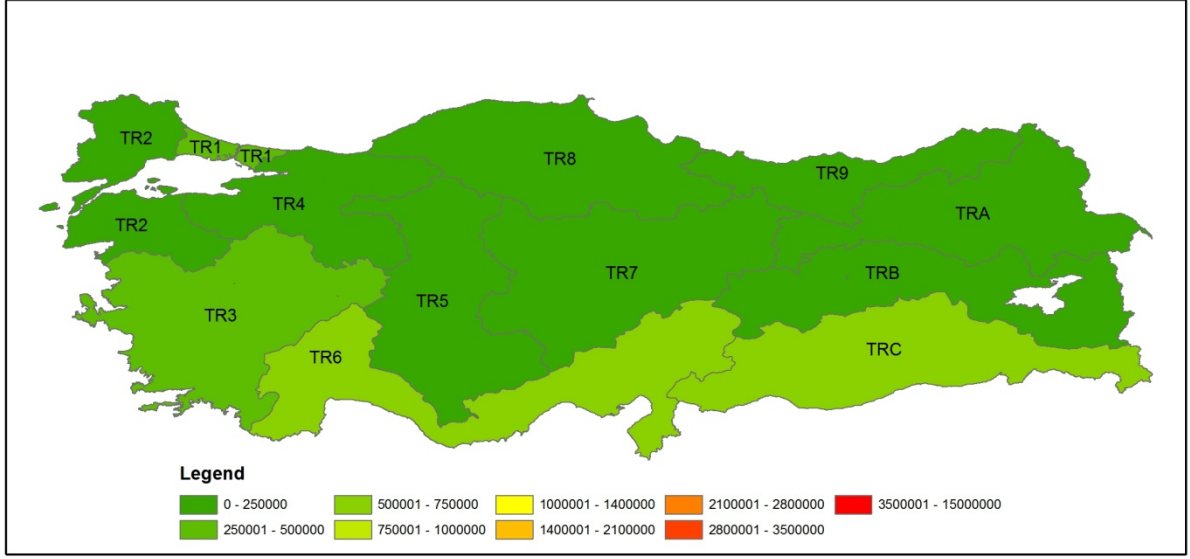 TR2
TR1
TR1
TR8
TR9
TR4
TRA
TR2
TR7
TRB
TR5
TR3
TRC
TR6
Legend
0 - 250000
500001 - 750000
1000001 - 1400000
2100001 - 2800000
3500001 - 15000000
250001 - 500000
750001 - 1000000
1400001 - 2100000
2800001 - 3500000